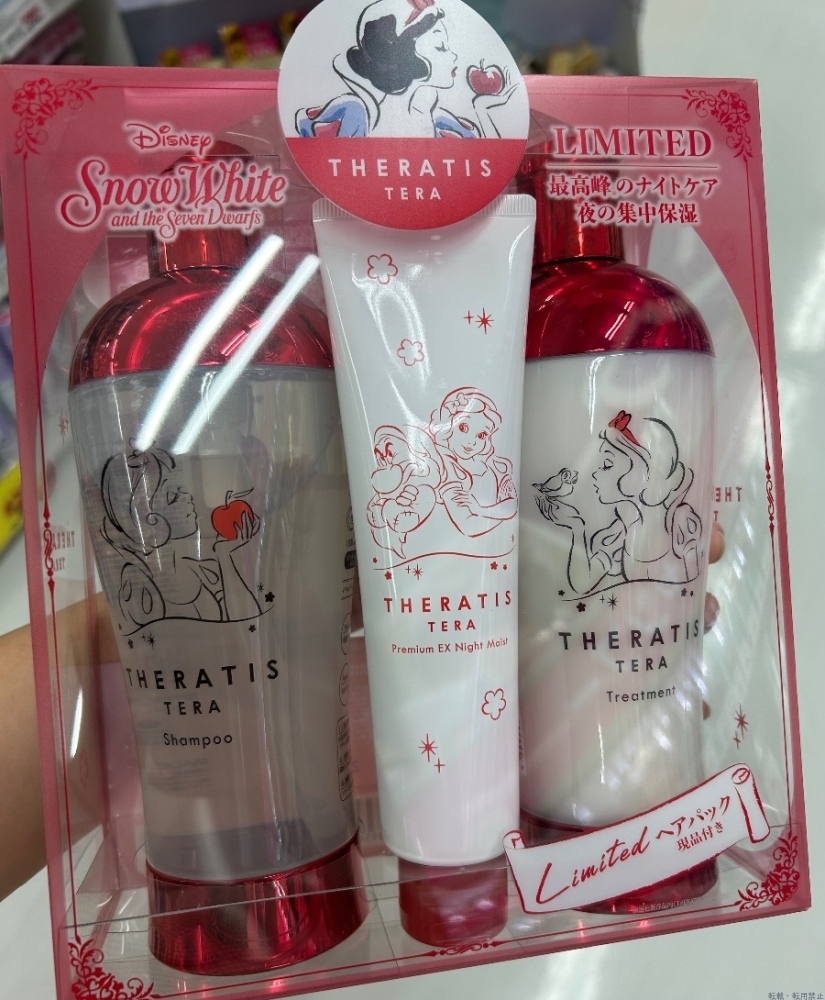 Disney
Snow White
and the Seven Dwarfs
THERATIS
TERA
LIMITED
最高峰のナイトケア
夜の集中保湿
THERATIS
TERA
Shampoo
THERATIS
TERA
Premium EX Night Moist
THERATIS
TERA
Treatment
Limited ヘアパック
現品付き
転載・転用禁止